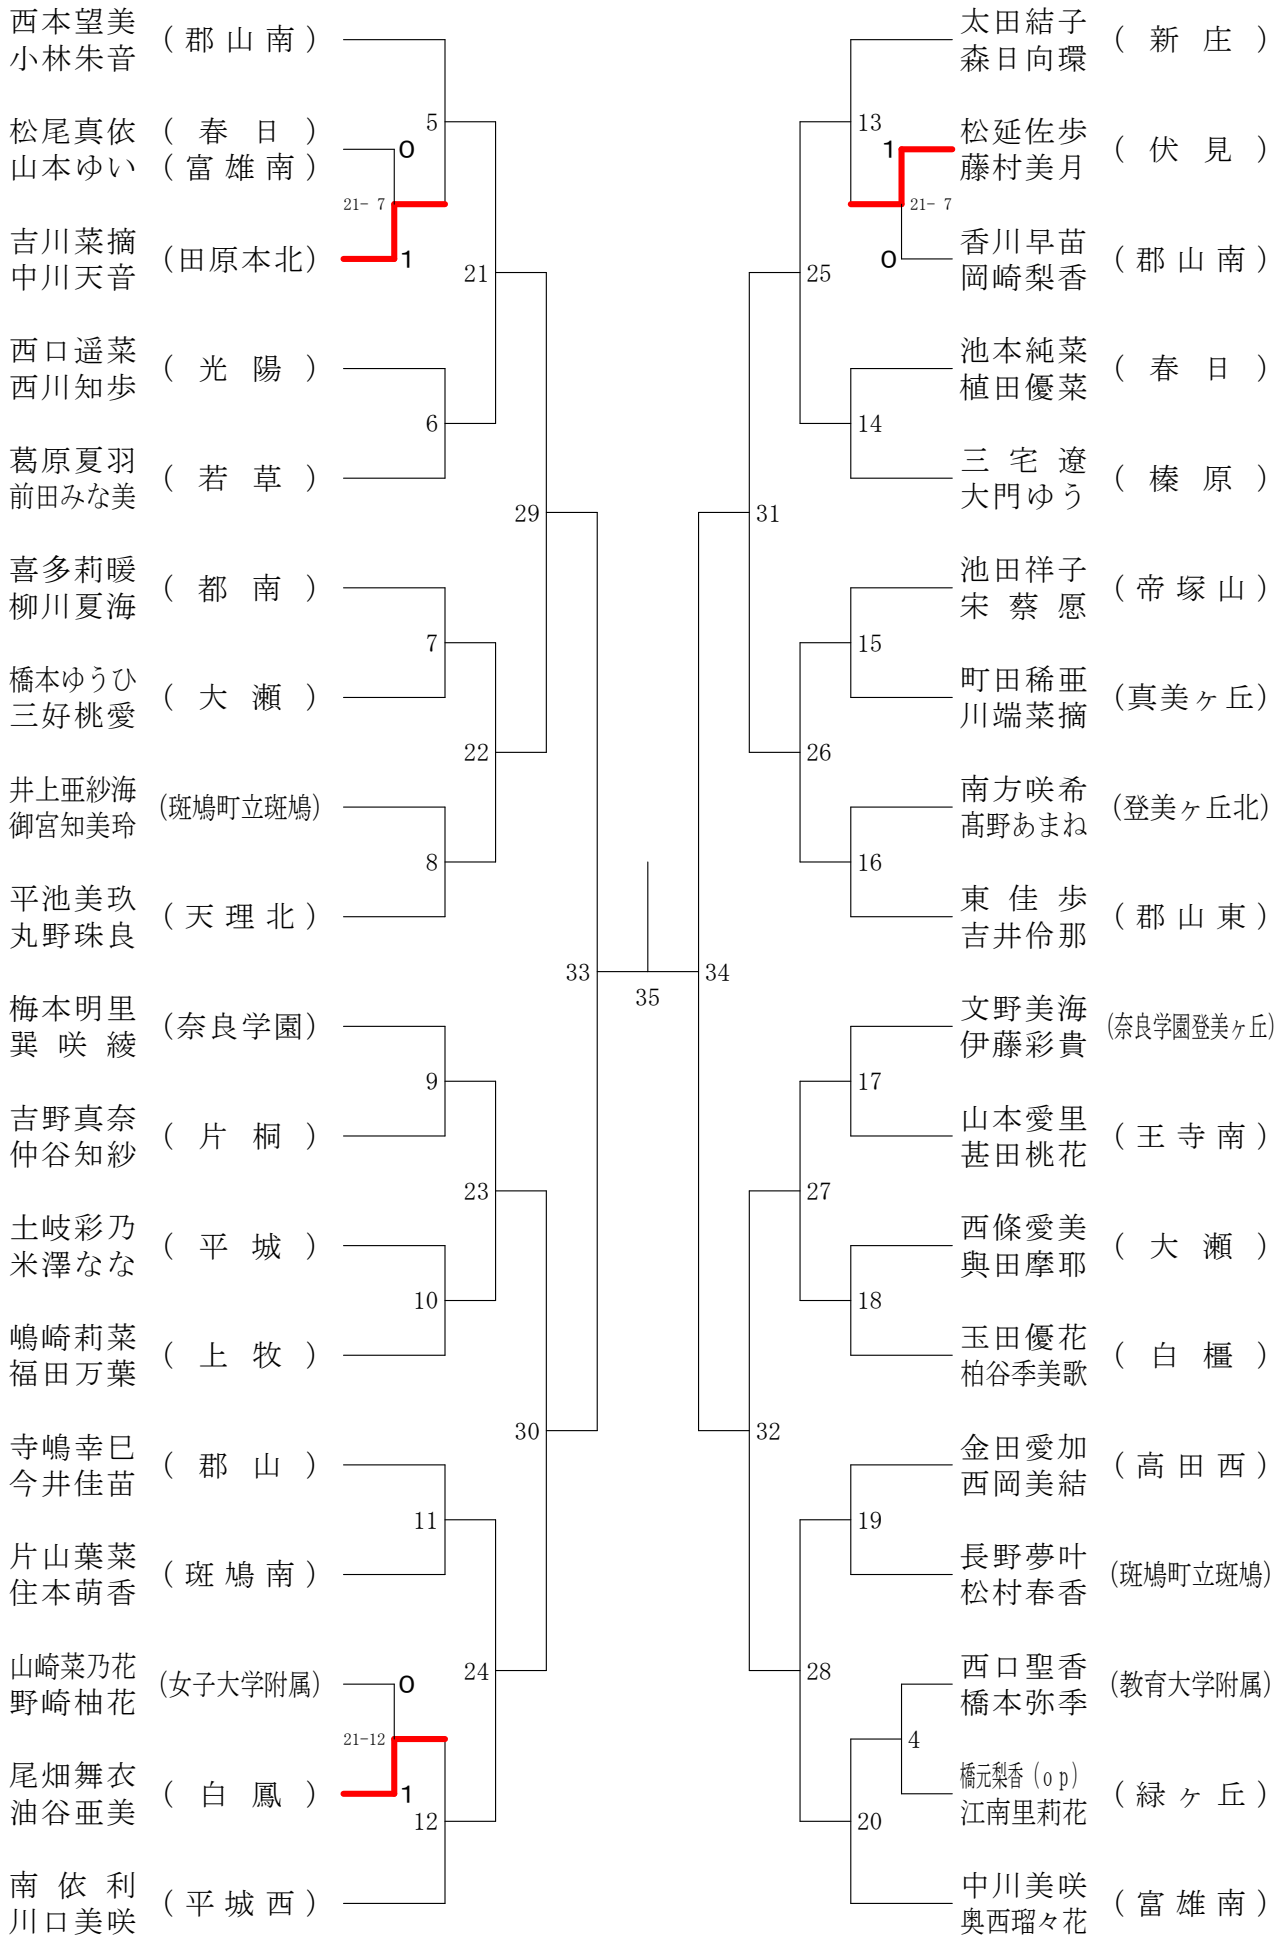 西本望美
小林朱音
(郡山南)
松尾真依 (春日)
山本ゆい (富雄南)
0
21- 7
5
吉川菜摘
中川天音
(田原本北)
1
21
西口遥菜
西川知歩
(光陽)
6
葛原夏羽
前田みな美
(若草)
29
喜多莉暖
柳川夏海
(都南)
7
橋本ゆうひ
三好桃愛
(大瀬)
22
井上亜紗海
御宮知美玲
(斑鳩町立斑鳩)
8
平池美玖
丸野珠良
(天理北)
33
梅本明里
巽咲綾
(奈良学園)
9
吉野真奈
仲谷知紗
(片桐)
23
土岐彩乃
米澤なな
(平城)
10
嶋崎莉菜
福田万葉
(上牧)
30
寺嶋幸巳
今井佳苗
(郡山)
11
片山葉菜
住本萌香
(斑鳩南)
24
山崎菜乃花
野崎柚花
(女子大学附属)
0
21-12
尾畑舞衣
油谷亜美
(白鳳)
1
12
南依利
川口美咲
(平城西)
35
太田結子
森日向環
(新庄)
13
松延佐歩
藤村美月
(伏見)
1
21- 7
香川早苗
岡崎梨香
(郡山南)
0
25
池本純菜
植田優菜
(春日)
14
三宅遼
大門ゆう
(榛原)
31
池田祥子
宋蔡愿
(帝塚山)
15
町田稀亜
川端菜摘
(真美ヶ丘)
26
南方咲希
髙野あまね
(登美ヶ丘北)
16
東佳歩
吉井伶那
(郡山東)
34
文野美海
伊藤彩貴
(奈良学園登美ヶ丘)
17
山本愛里
甚田桃花
(王寺南)
27
西條愛美
與田摩耶
(大瀬)
18
玉田優花
柏谷季美歌
(白橿)
32
金田愛加
西岡美結
(高田西)
19
長野夢叶
松村春香
(斑鳩町立斑鳩)
28
西口聖香
橋本弥季
(教育大学附属)
4
橋元梨香(op)
江南里莉花
(緑ヶ丘)
20
中川美咲
奥西瑠々花
(富雄南)